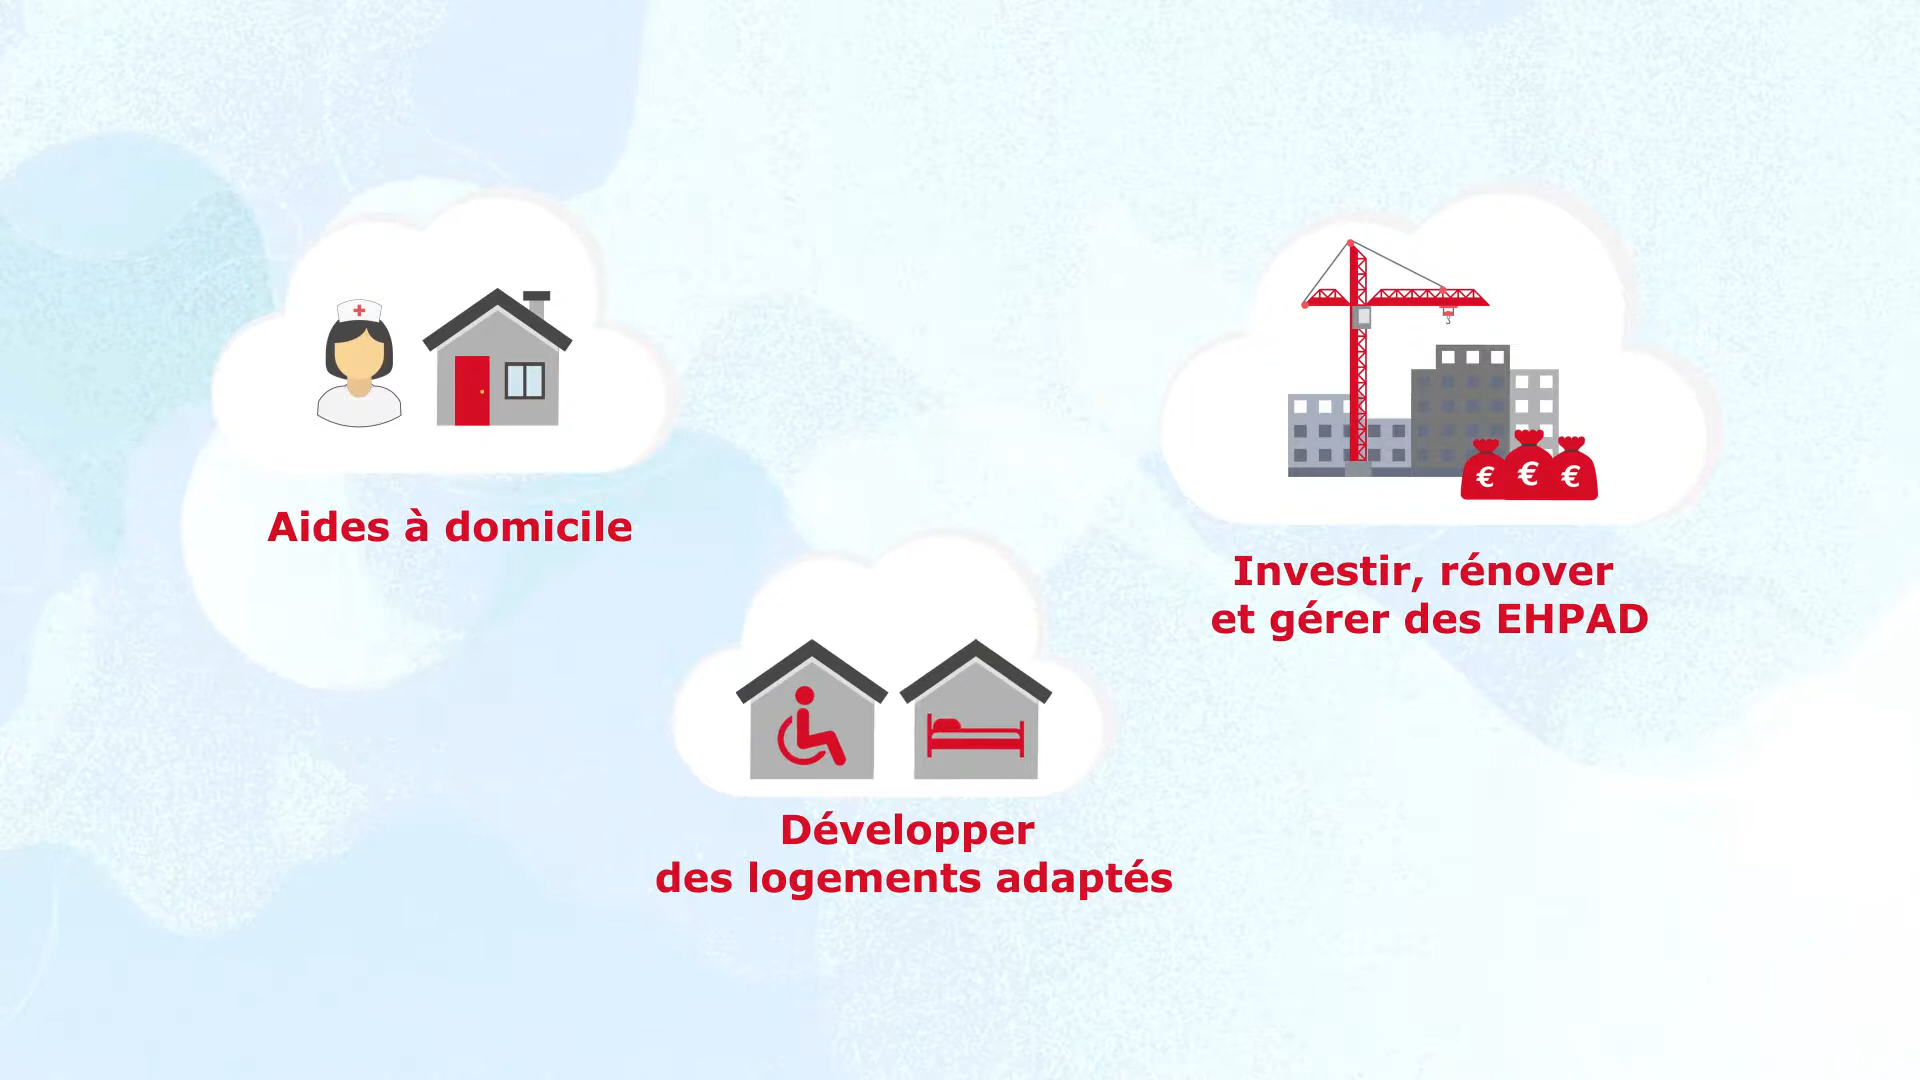 Aides à domicile
Investir, rénover
et gérer des EHPAD
€ € €
Développer
des logements adaptés